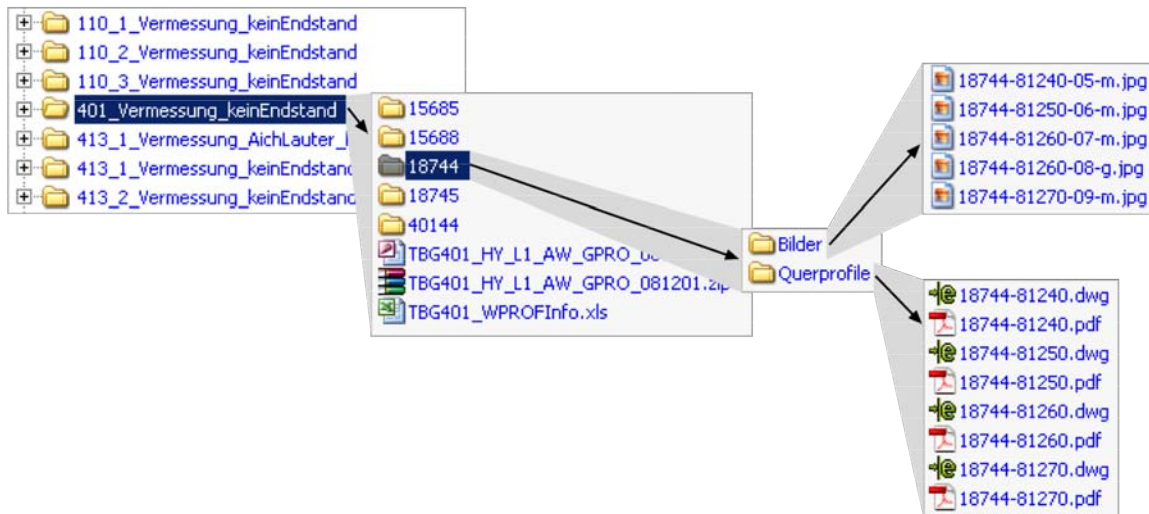 110_1_Vermessung_keinEndstand
110_2_Vermessung_keinEndstand
110_3_Vermessung_keinEndstand
401_Vermessung_keinEndstand
413_1_Vermessung_AichLauter_
413_1_Vermessung_keinEndstand
413_2_Vermessung_keinEndstand
15685
15688
18744
18745
40144
TBG401_HY_L1_AW_GPRO_
TBG401_HY_L1_AW_GPRO_081201.zip
TBG401_WPROFInfo.xls
Bilder
Querprofile
18744-81240-05-m.jpg
18744-81250-06-m.jpg
18744-81260-07-m.jpg
18744-81260-08-g.jpg
18744-81270-09-m.jpg
18744-81240.dwg
18744-81240.pdf
18744-81250.dwg
18744-81250.pdf
18744-81260.dwg
18744-81260.pdf
18744-81270.dwg
18744-81270.pdf